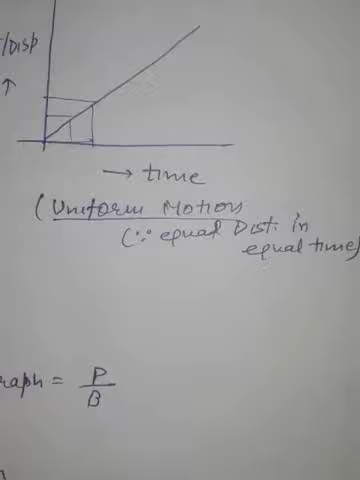 /Disp
↑
→ time
(Uniform Motion
(∵ equal Dist. in
equal time)
raph = P/B